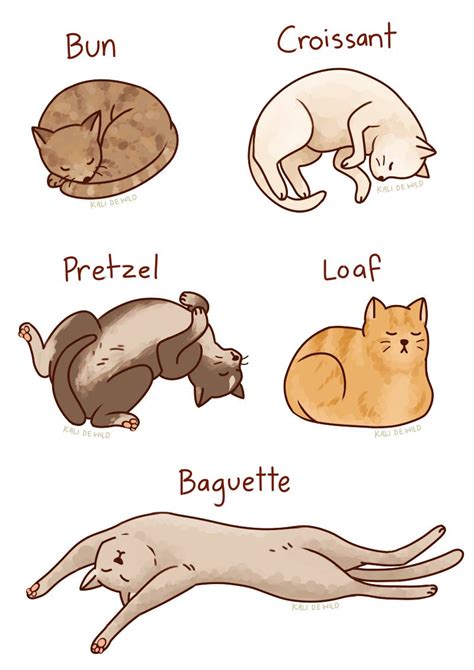 Bun
Croissant
KALI DE WILD
KALI DE WILD
Pretzel
Loaf
KALI DE WILD
KALI DE WILD
Baguette
KALI DE WILD